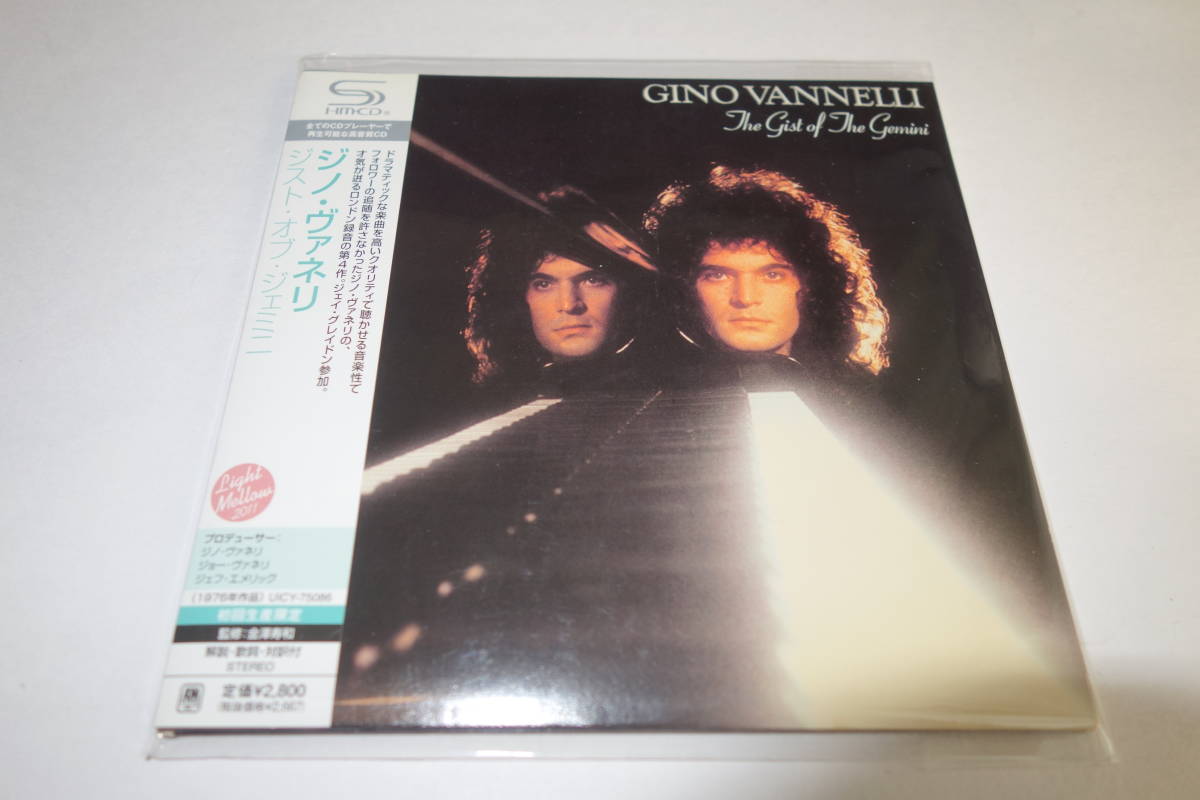 SHM-CD®
全てのCDプレーヤーで
再生可能な高音質CD
ジノ・ヴァネリ
ジスト・オブ・ジェミニ
ドラマティックな楽曲を高いクオリティで聴かせる音楽性で
フォロワーの追随を許さなかったジノ・ヴァネリの、
才気が迸るロンドン録音の第4作。ジェイ・グレイドン参加。
Light
Mellow
2011
プロデューサー:
ジノ・ヴァネリ
ジョー・ヴァネリ
ジェフ・エメリック
(1976年作品) UICY-75086
初回生産限定
監修:金澤寿和
解説・歌詞・対訳付
STEREO
A&M
定価¥2,800
(税抜価格¥2,667)
GINO VANNELLI
The Gist of The Gemini